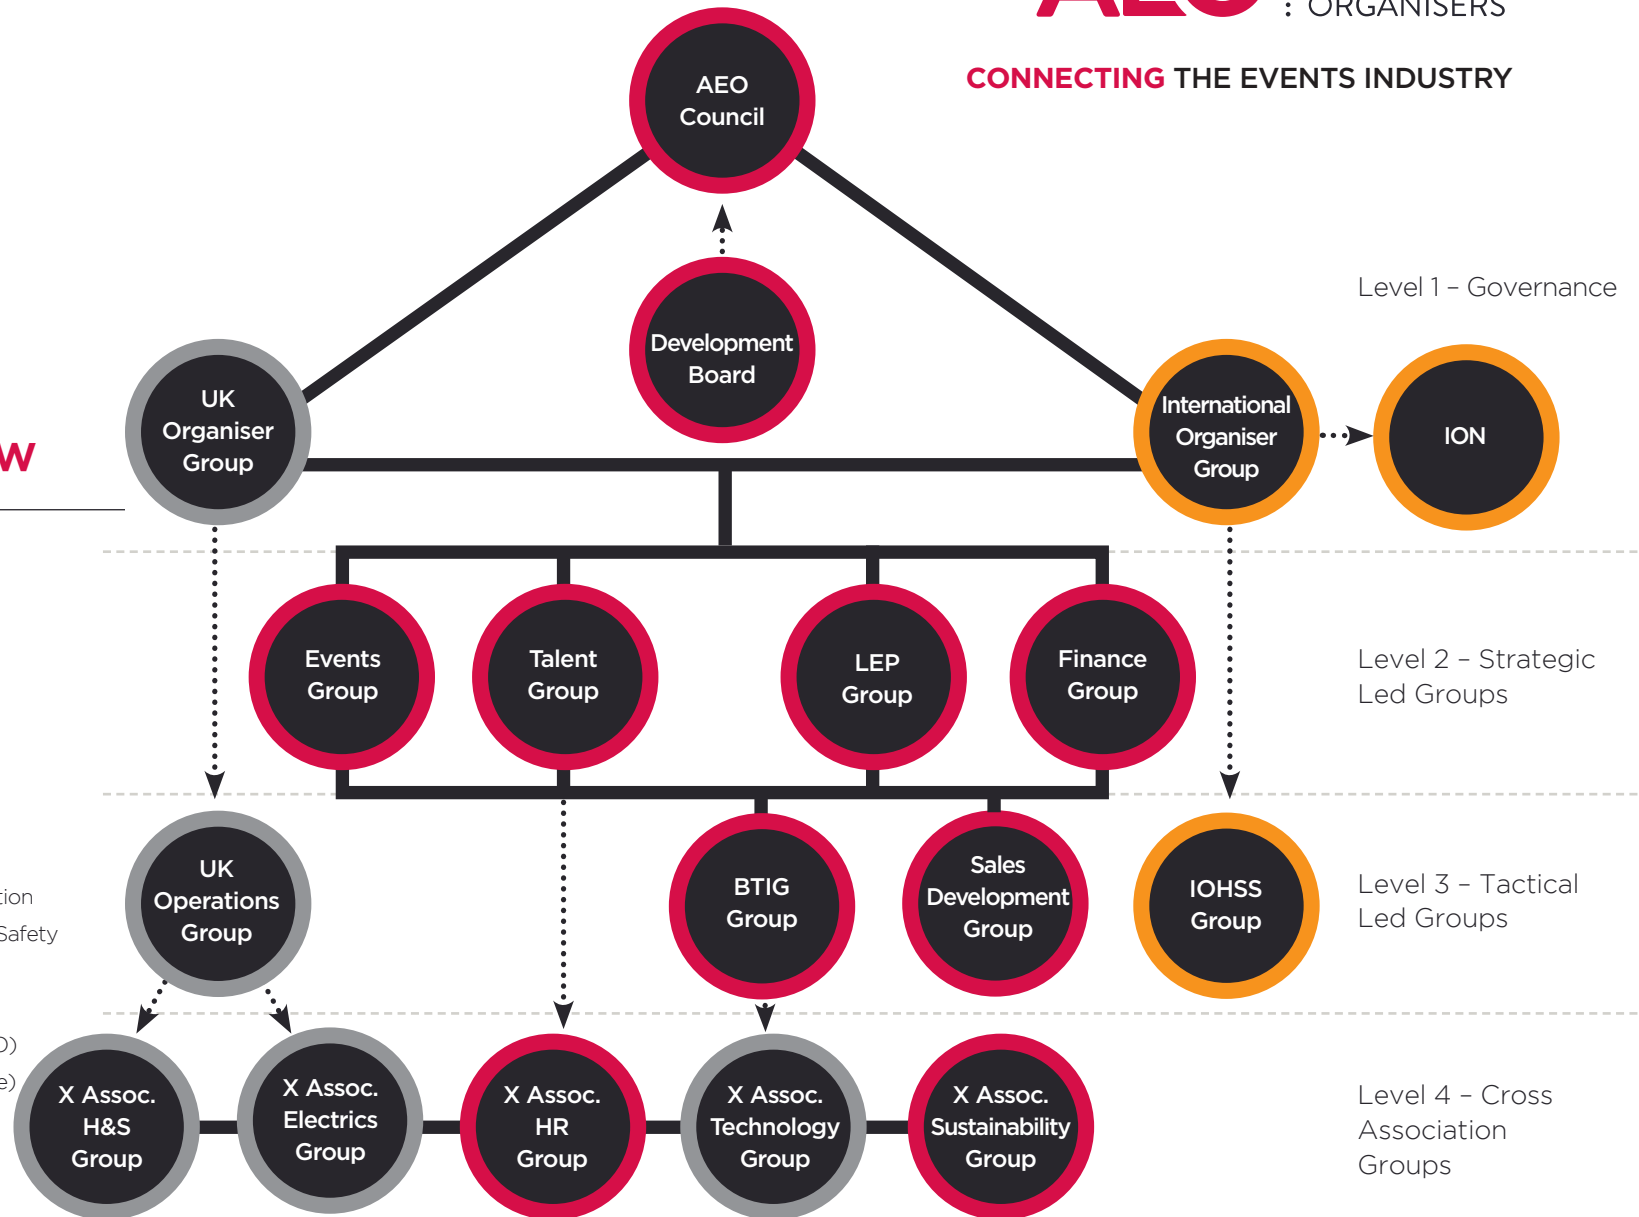 AEO
ORGANISERS
CONNECTING THE EVENTS INDUSTRY
AEO
Council
Development
Board
Level 1 – Governance
UK
Organiser
Group
International
Organiser
Group
ION
W
Events
Group
Talent
Group
LEP
Group
Finance
Group
Level 2 – Strategic
Led Groups
UK
Operations
Group
BTIG
Group
Sales
Development
Group
IOHSS
Group
Level 3 – Tactical
Led Groups
tion
Safety
O)
e)
X Assoc.
H&S
Group
X Assoc.
Electrics
Group
X Assoc.
HR
Group
X Assoc.
Technology
Group
X Assoc.
Sustainability
Group
Level 4 – Cross
Association
Groups